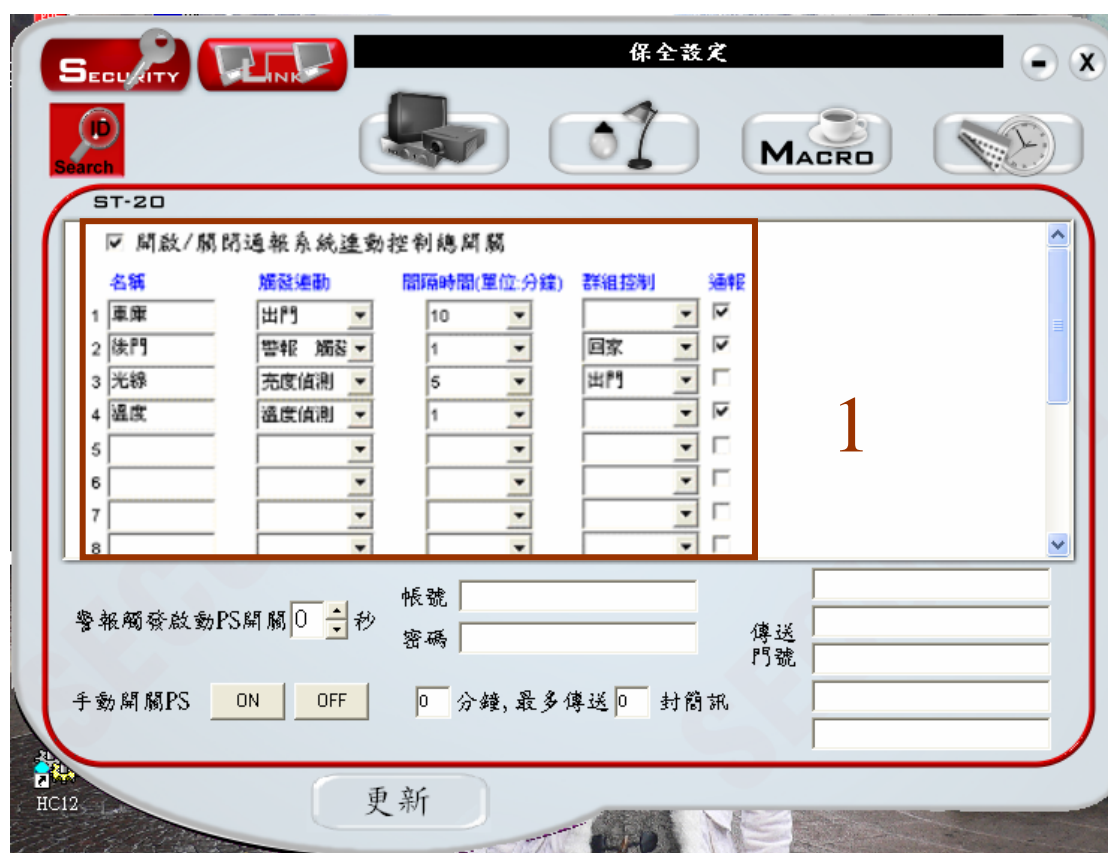 保全設定
SECURITY
LINK
- X
ID
Search
MACRO
ST-20
開啟/關閉通報系統連動控制總開關
名稱 觸發連動 間隔時間(單位:分鐘) 群組控制 通報
1 車庫 出門 10
2 後門 警報 觸發 1 回家
3 光線 亮度偵測 5 出門
4 溫度 溫度偵測 1
5
6
7
8
1
警報觸發啟動PS開關 0 秒
帳號
密碼
傳送
門號
手動開關PS ON OFF 0 分鐘,最多傳送 0 封簡訊
更新
HC12